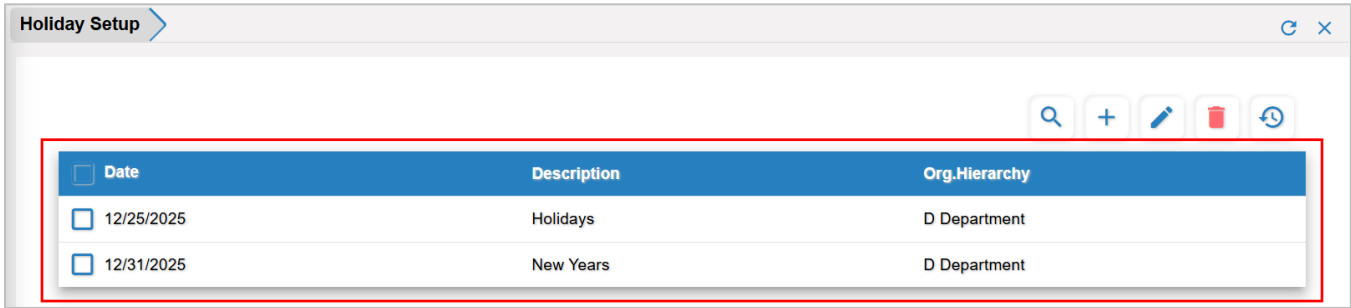 Holiday Setup
Date Description Org.Hierarchy
12/25/2025 Holidays D Department
12/31/2025 New Years D Department